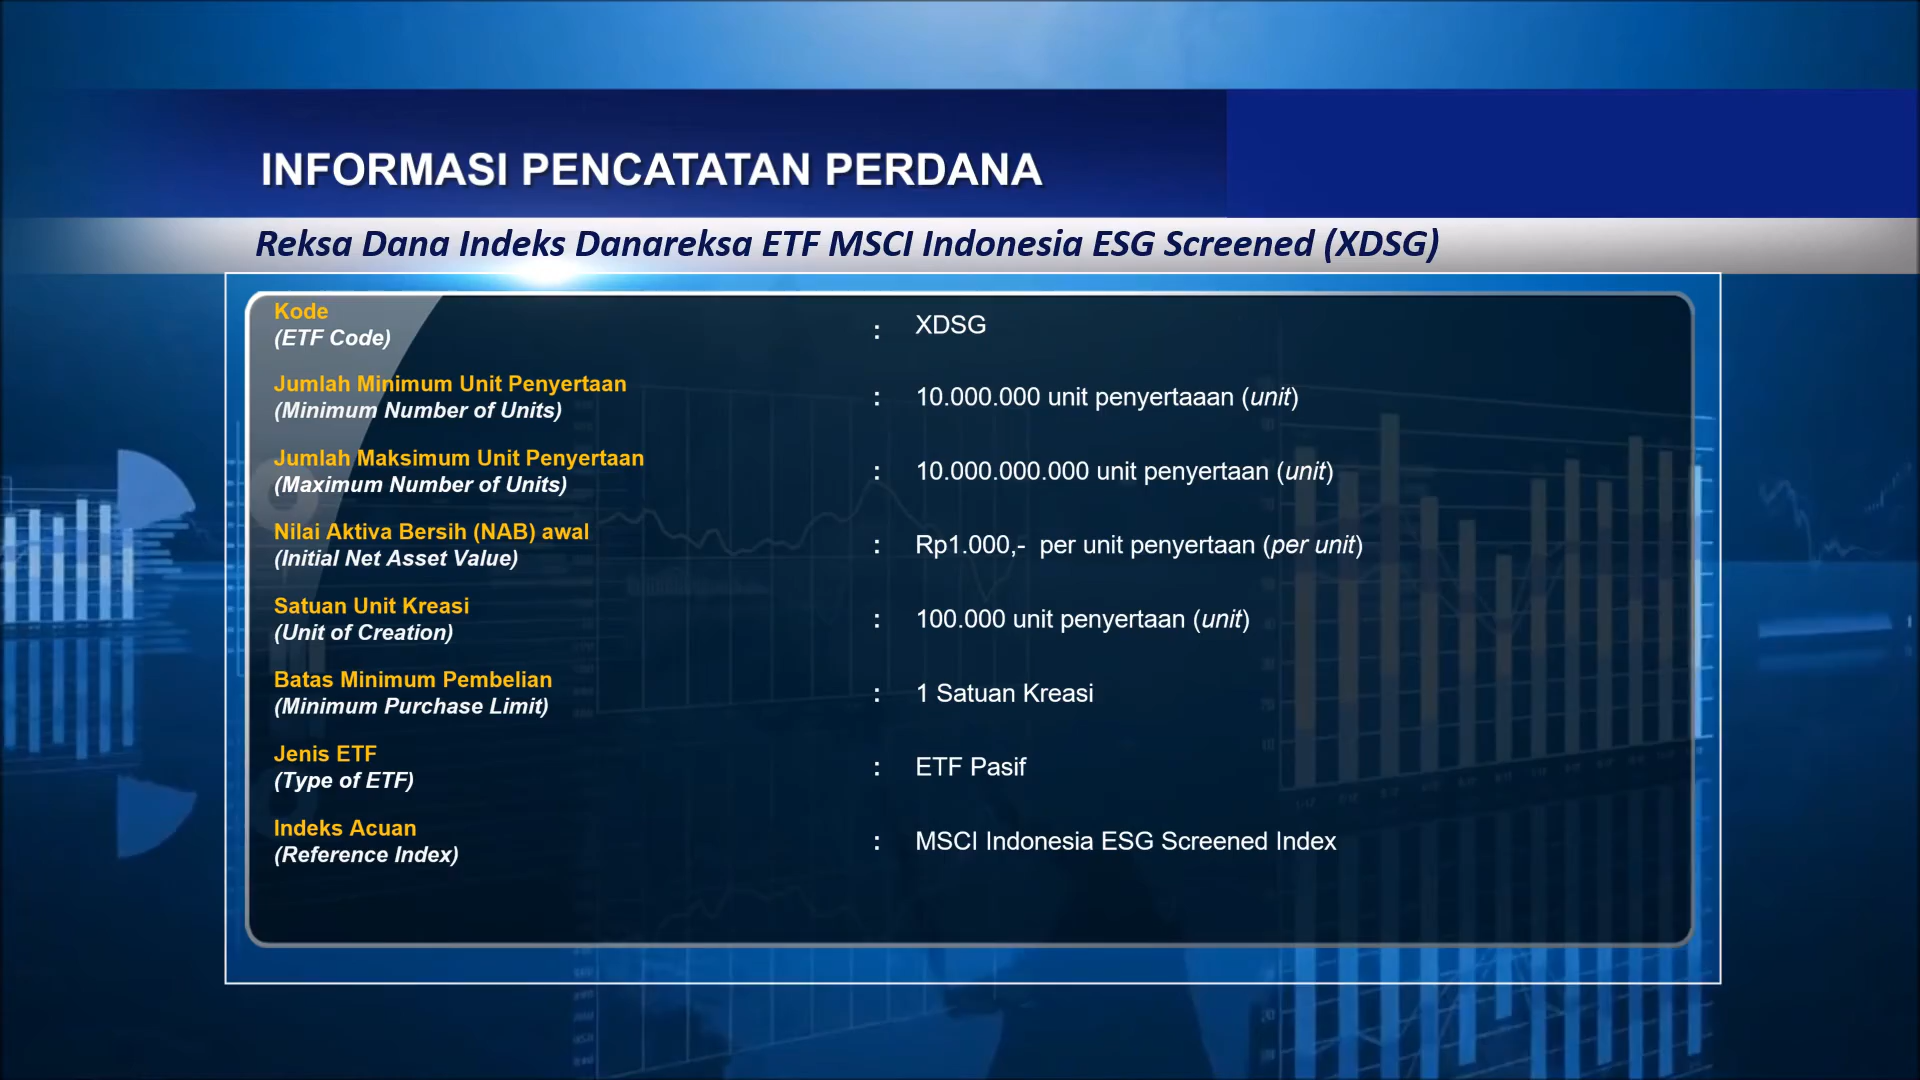 INFORMASI PENCATATAN PERDANA
Reksa Dana Indeks Danareksa ETF MSCI Indonesia ESG Screened (XDSG)
Kode
(ETF Code) : XDSG
Jumlah Minimum Unit Penyertaan
(Minimum Number of Units) : 10.000.000 unit penyertaaan (unit)
Jumlah Maksimum Unit Penyertaan
(Maximum Number of Units) : 10.000.000.000 unit penyertaan (unit)
Nilai Aktiva Bersih (NAB) awal
(Initial Net Asset Value) : Rp1.000,- per unit penyertaan (per unit)
Satuan Unit Kreasi
(Unit of Creation) : 100.000 unit penyertaan (unit)
Batas Minimum Pembelian
(Minimum Purchase Limit) : 1 Satuan Kreasi
Jenis ETF
(Type of ETF) : ETF Pasif
Indeks Acuan
(Reference Index) : MSCI Indonesia ESG Screened Index